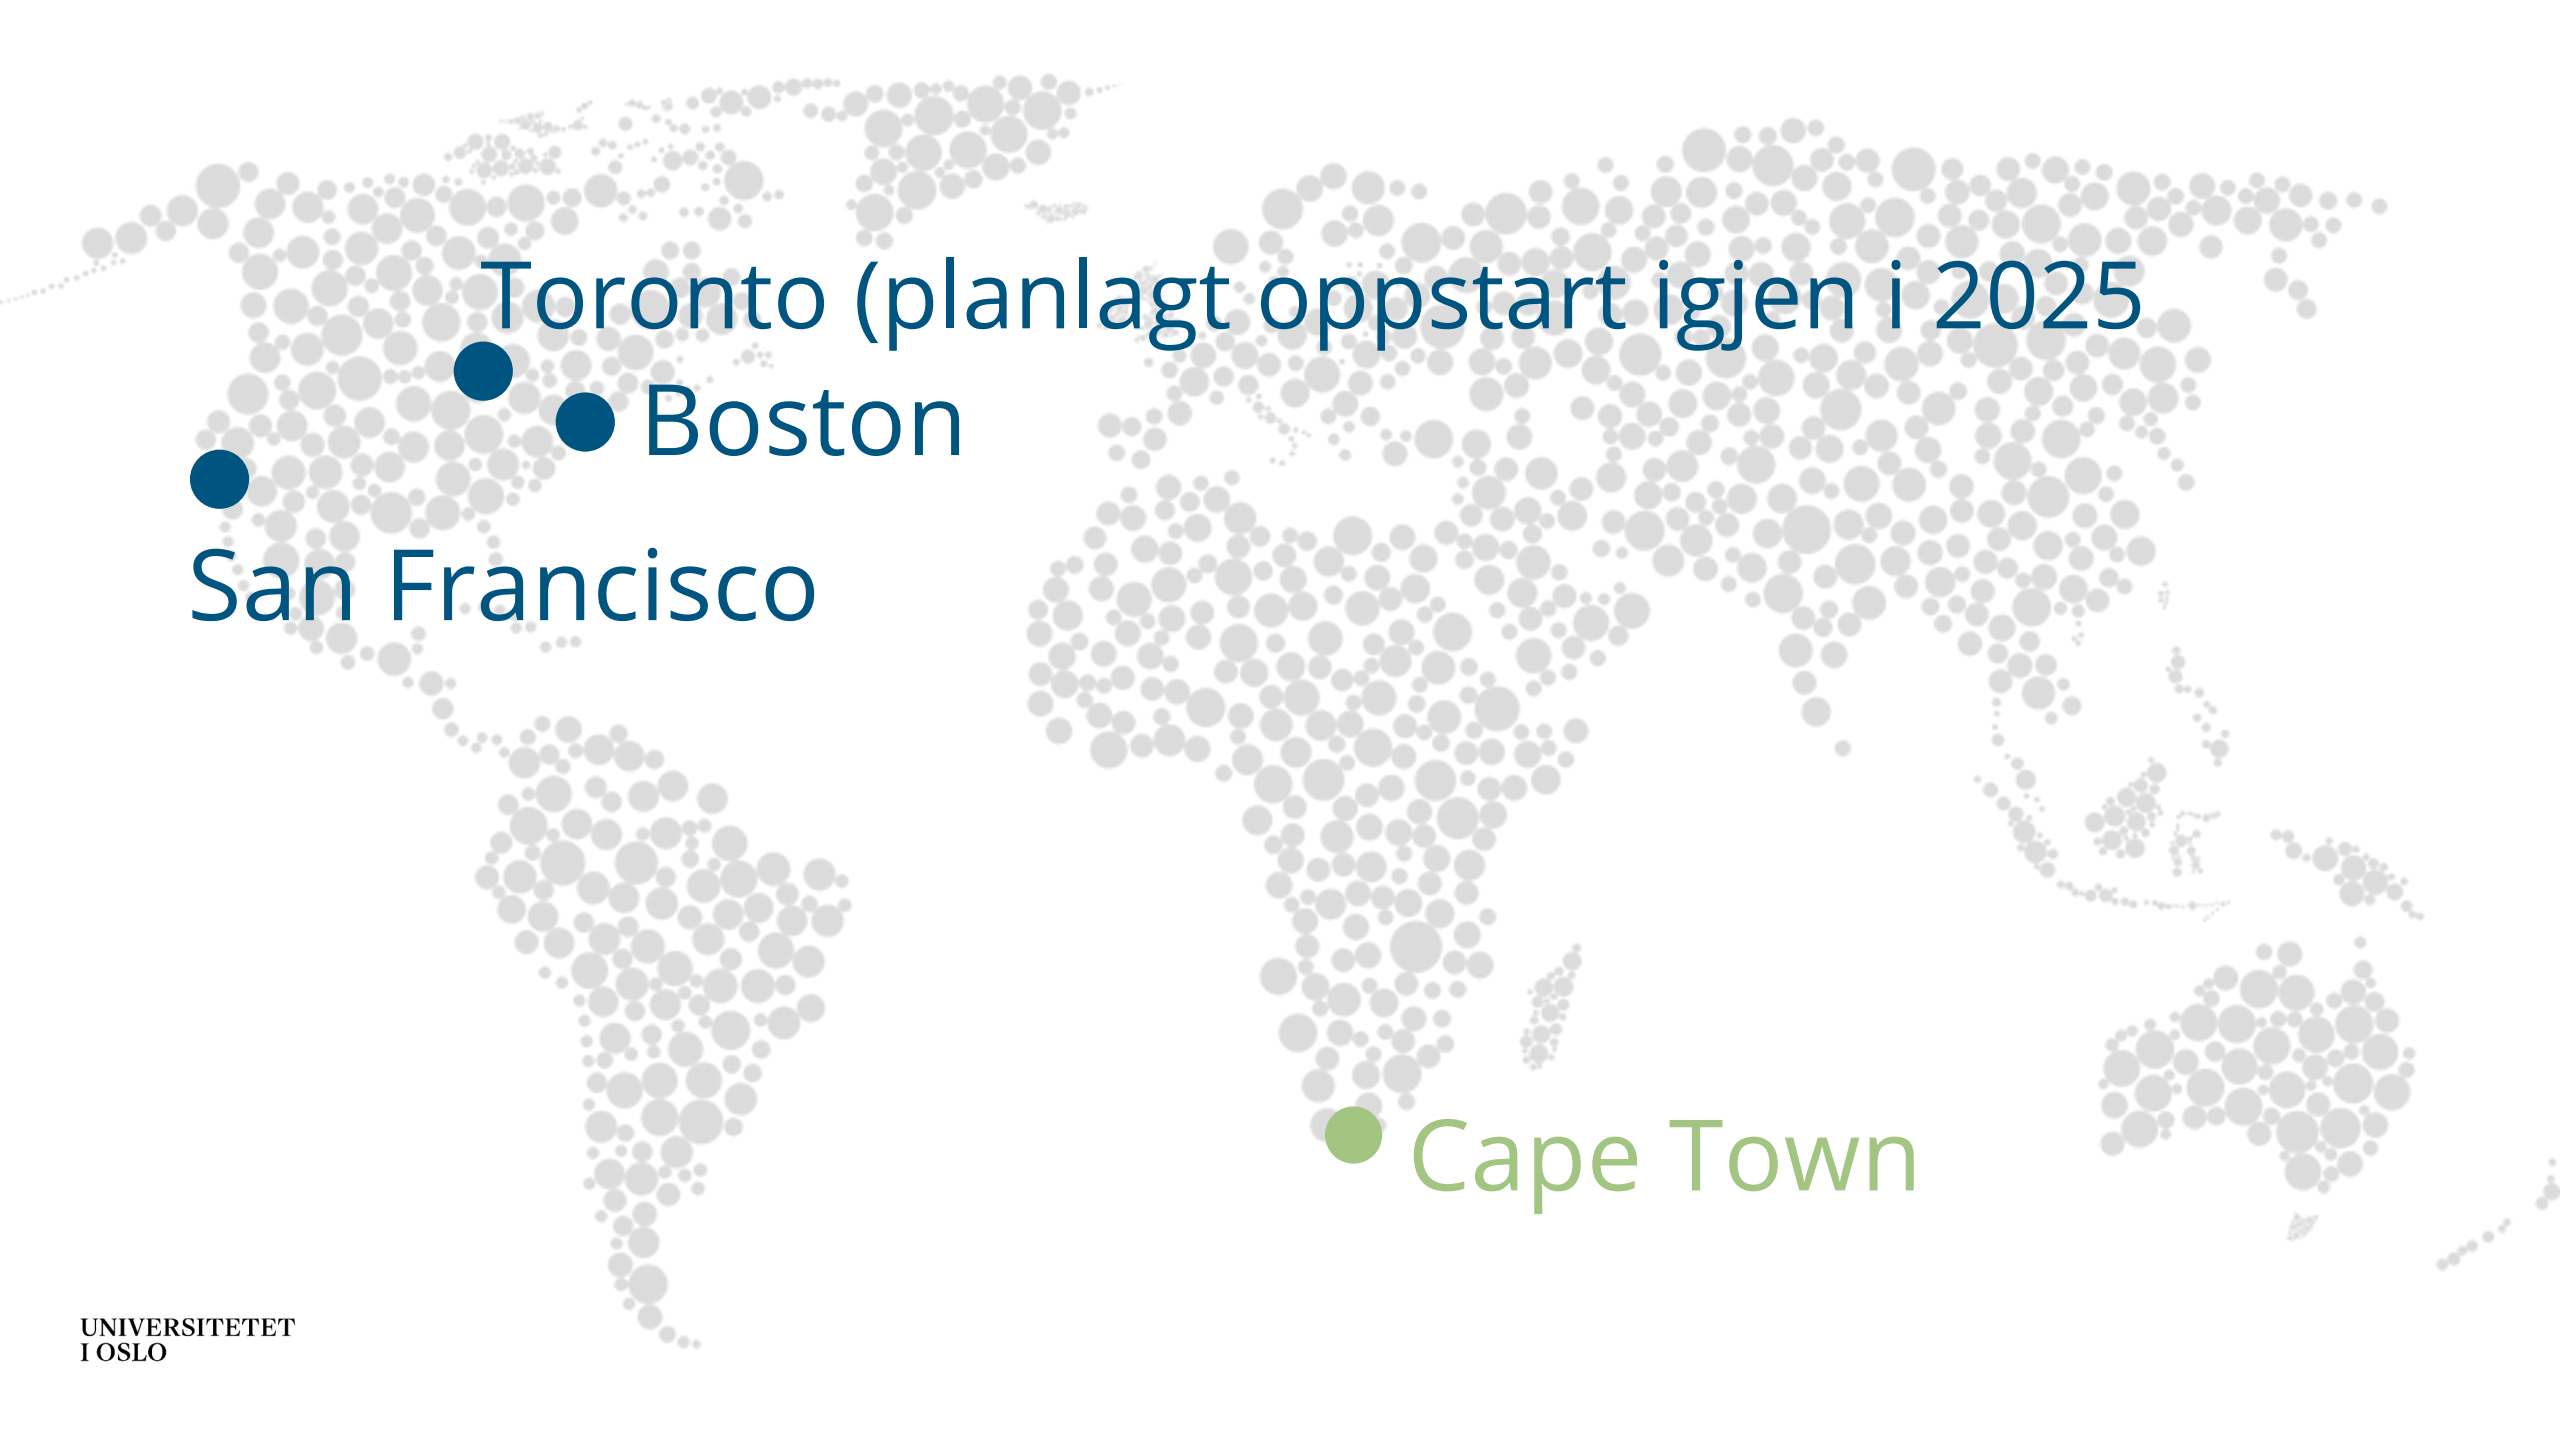 Toronto (planlagt oppstart igjen i 2025
Boston
San Francisco
Cape Town
UNIVERSITETET
I OSLO